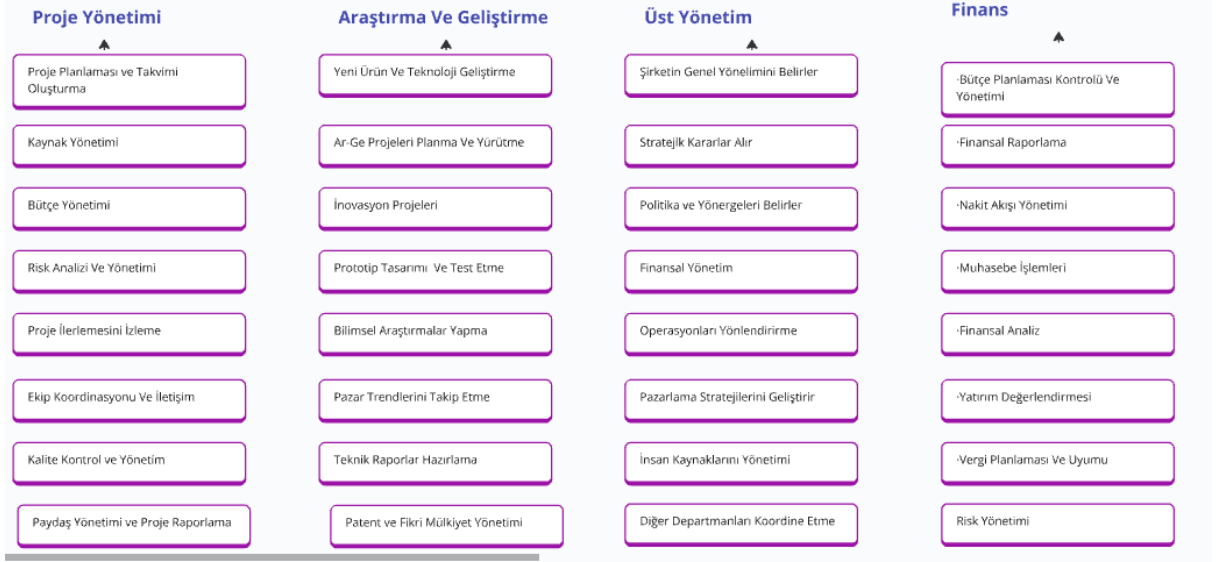 Proje Yönetimi
Proje Planlaması ve Takvimi
Oluşturma
Kaynak Yönetimi
Bütçe Yönetimi
Risk Analizi Ve Yönetimi
Proje İlerlemesini İzleme
Ekip Koordinasyonu Ve İletişim
Kalite Kontrol ve Yönetim
Paydaş Yönetimi ve Proje Raporlama
Araştırma Ve Geliştirme
Yeni Ürün Ve Teknoloji Geliştirme
Ar-Ge Projeleri Planma Ve Yürütme
İnovasyon Projeleri
Prototip Tasarımı Ve Test Etme
Bilimsel Araştırmalar Yapma
Pazar Trendlerini Takip Etme
Teknik Raporlar Hazırlama
Patent ve Fikri Mülkiyet Yönetimi
Üst Yönetim
Şirketin Genel Yönelimini Belirler
Stratejik Kararlar Alır
Politika ve Yönergeleri Belirler
Finansal Yönetim
Operasyonları Yönlendirirme
Pazarlama Stratejilerini Geliştirir
İnsan Kaynaklarını Yönetimi
Diğer Departmanları Koordine Etme
Finans
·Bütçe Planlaması Kontrolü Ve
Yönetimi
·Finansal Raporlama
·Nakit Akışı Yönetimi
·Muhasebe İşlemleri
·Finansal Analiz
·Yatırım Değerlendirmesi
·Vergi Planlaması Ve Uyumu
Risk Yönetimi